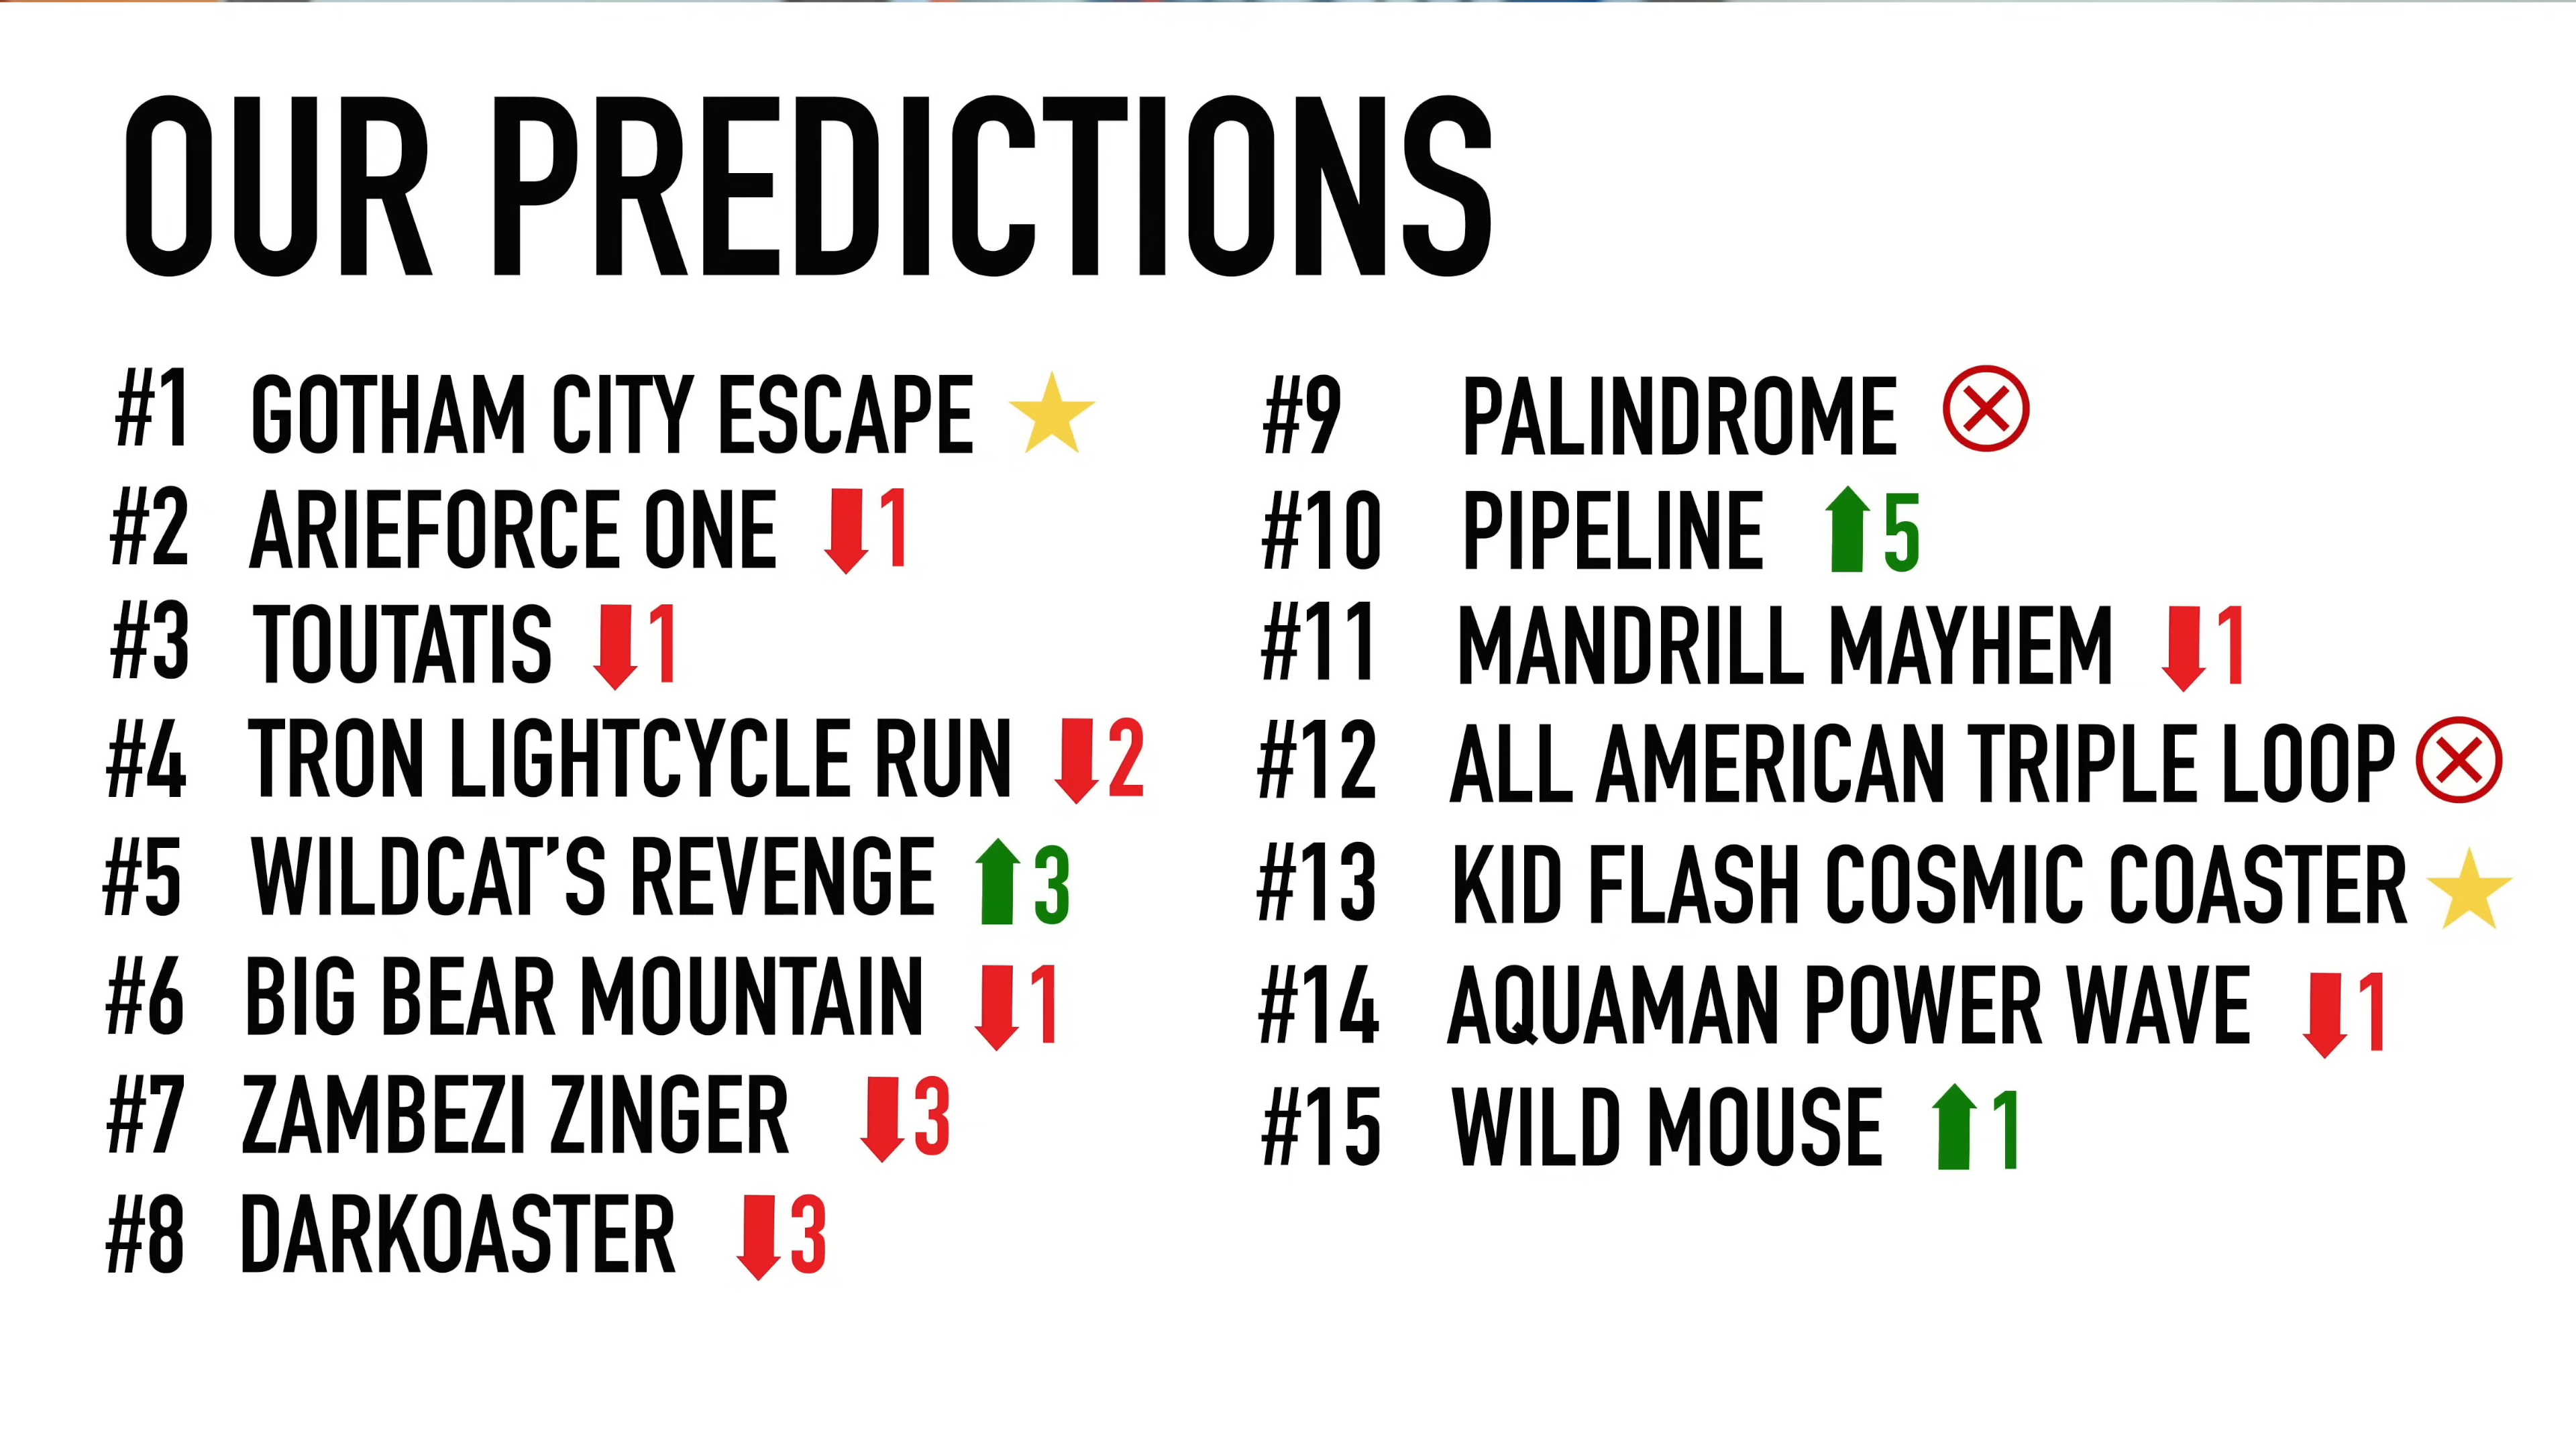 OUR PREDICTIONS
#1 GOTHAM CITY ESCAPE
#2 ARIEFORCE ONE 1
#3 TOUTATIS 1
#4 TRON LIGHTCYCLE RUN 2
#5 WILDCAT'S REVENGE 3
#6 BIG BEAR MOUNTAIN 1
#7 ZAMBEZI ZINGER 3
#8 DARKOASTER 3
#9 PALINDROME
#10 PIPELINE 5
#11 MANDRILL MAYHEM 1
#12 ALL AMERICAN TRIPLE LOOP
#13 KID FLASH COSMIC COASTER
#14 AQUAMAN POWER WAVE 1
#15 WILD MOUSE 1